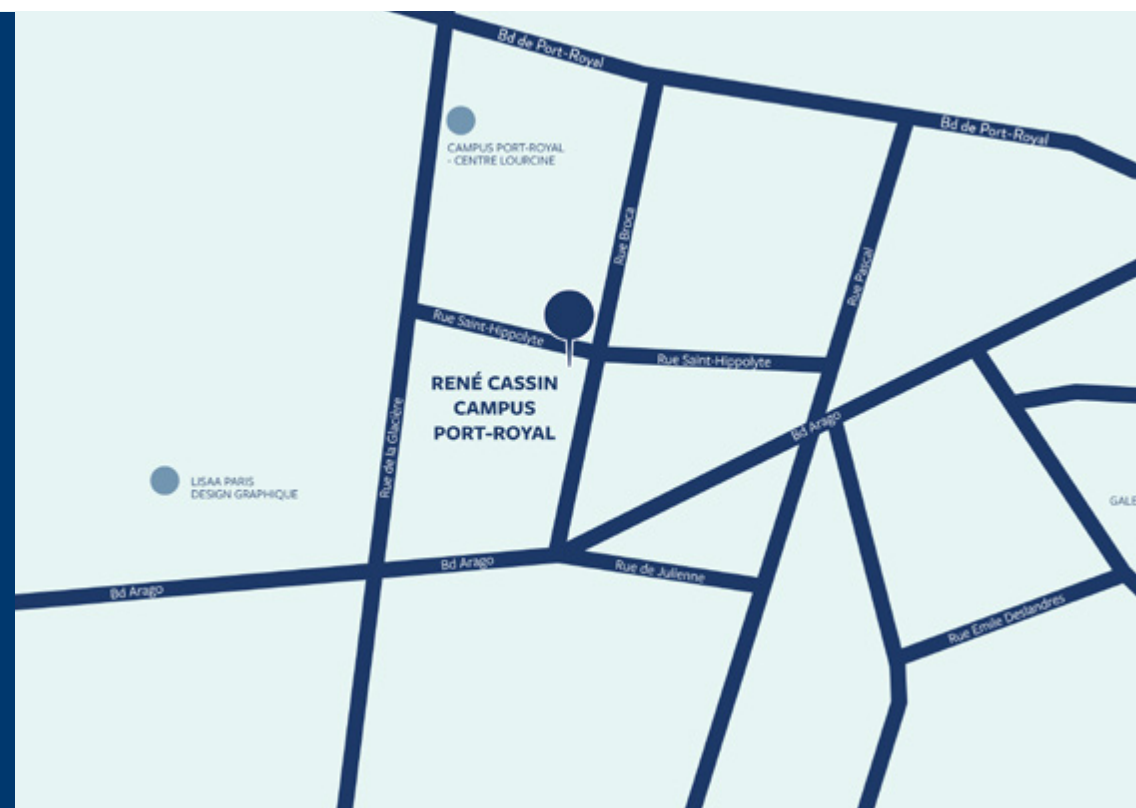 Bd de Port-Royal
Bd de Port-Royal
CAMPUS PORT-ROYAL
- CENTRE LOURCINE
Rue Broca
Rue Pascal
Rue Saint-Hippolyte
Rue Saint-Hippolyte
RENÉ CASSIN
CAMPUS
PORT-ROYAL
Rue de la Glacière
Bd Arago
LISAA PARIS
DESIGN GRAPHIQUE
GALE
Bd Arago
Bd Arago
Rue de Julienne
Rue Emile Deslandres